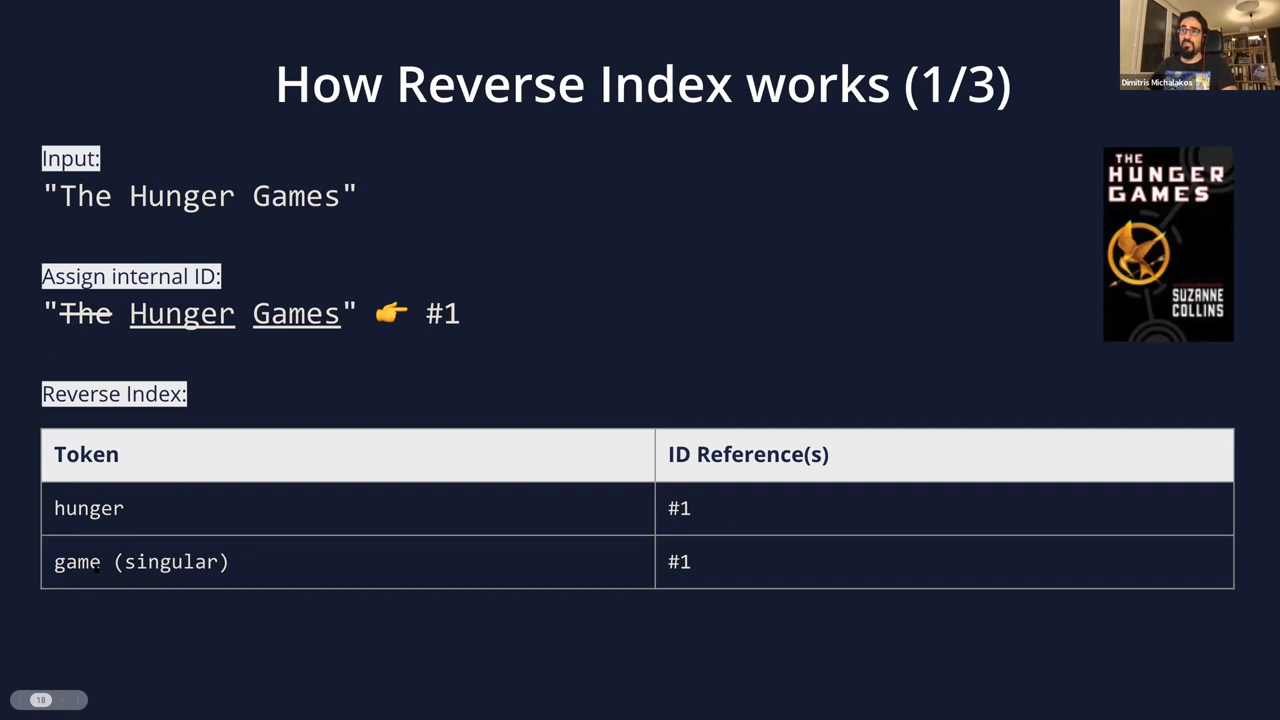 How Reverse Index works (1/3)
Dimitris Michalakos
Input:
"The Hunger Games"
THE
HUNGER
GAMES
SUZANNE
COLLINS
Assign internal ID:
"The Hunger Games" 👉 #1
Reverse Index:
Token ID Reference(s)
hunger #1
game (singular) #1
18